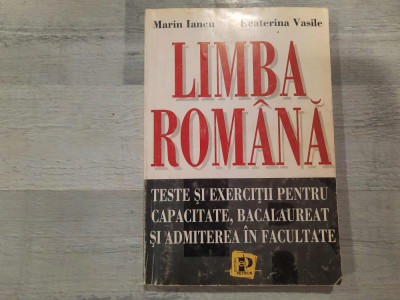 Marin Iancu Ecaterina Vasile
LIMBA
ROMÂNĂ
TESTE ȘI EXERCIȚII PENTRU
CAPACITATE, BACALAUREAT
ȘI ADMITEREA ÎN FACULTATE